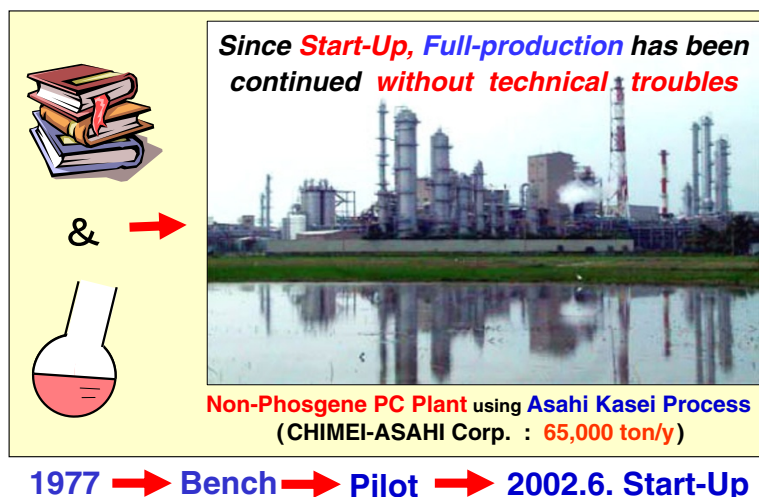 Since Start-Up, Full-production has been
continued without technical troubles
&
Non-Phosgene PC Plant using Asahi Kasei Process
(CHIMEI-ASAHI Corp. : 65,000 ton/y)
1977 Bench Pilot 2002.6. Start-Up